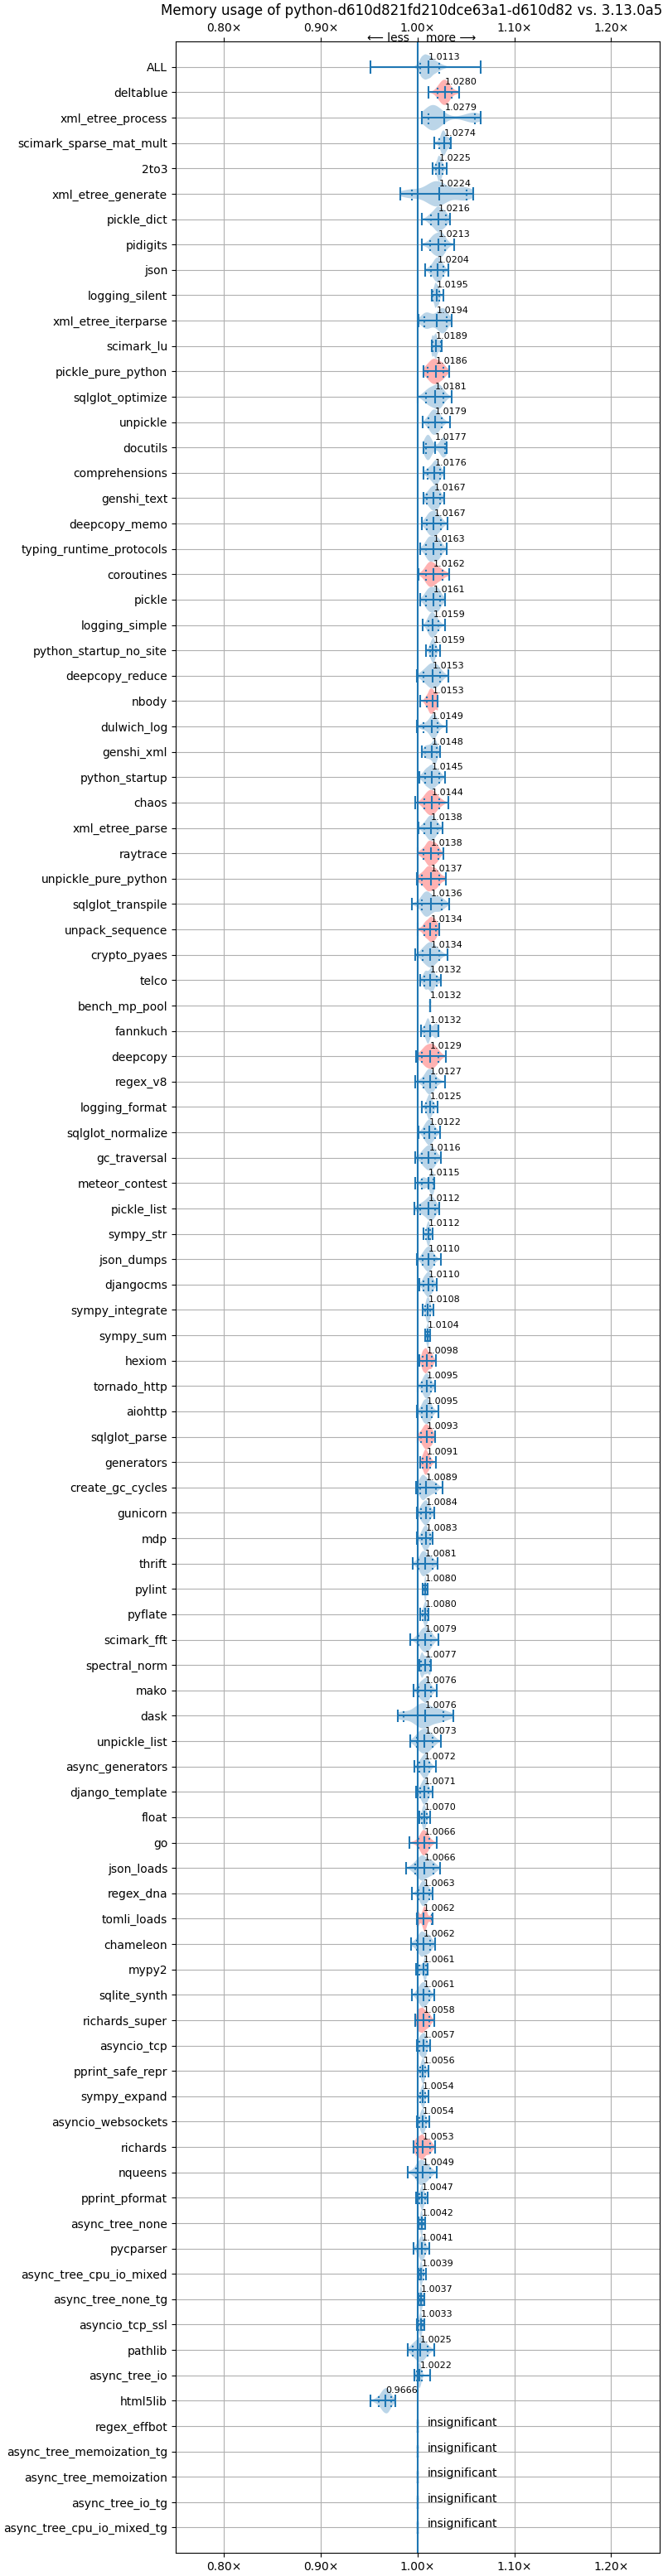 Memory usage of python-d610d821fd210dce63a1-d610d82 vs. 3.13.0a5
0.80× 0.90× 1.00× 1.10× 1.20×
⟵ less more ⟶
ALL 1.0113
deltablue 1.0280
xml_etree_process 1.0279
scimark_sparse_mat_mult 1.0274
2to3 1.0225
xml_etree_generate 1.0224
pickle_dict 1.0216
pidigits 1.0213
json 1.0204
logging_silent 1.0195
xml_etree_iterparse 1.0194
scimark_lu 1.0189
pickle_pure_python 1.0186
sqlglot_optimize 1.0181
unpickle 1.0179
docutils 1.0177
comprehensions 1.0176
genshi_text 1.0167
deepcopy_memo 1.0167
typing_runtime_protocols 1.0163
coroutines 1.0162
pickle 1.0161
logging_simple 1.0159
python_startup_no_site 1.0159
deepcopy_reduce 1.0153
nbody 1.0153
dulwich_log 1.0149
genshi_xml 1.0148
python_startup 1.0145
chaos 1.0144
xml_etree_parse 1.0138
raytrace 1.0138
unpickle_pure_python 1.0137
sqlglot_transpile 1.0136
unpack_sequence 1.0134
crypto_pyaes 1.0134
telco 1.0132
bench_mp_pool 1.0132
fannkuch 1.0132
deepcopy 1.0129
regex_v8 1.0127
logging_format 1.0125
sqlglot_normalize 1.0122
gc_traversal 1.0116
meteor_contest 1.0115
pickle_list 1.0112
sympy_str 1.0112
json_dumps 1.0110
djangocms 1.0110
sympy_integrate 1.0108
sympy_sum 1.0104
hexiom 1.0098
tornado_http 1.0095
aiohttp 1.0095
sqlglot_parse 1.0093
generators 1.0091
create_gc_cycles 1.0089
gunicorn 1.0084
mdp 1.0083
thrift 1.0081
pylint 1.0080
pyflate 1.0080
scimark_fft 1.0079
spectral_norm 1.0077
mako 1.0076
dask 1.0076
unpickle_list 1.0073
async_generators 1.0072
django_template 1.0071
float 1.0070
go 1.0066
json_loads 1.0066
regex_dna 1.0063
tomli_loads 1.0062
chameleon 1.0062
mypy2 1.0061
sqlite_synth 1.0061
richards_super 1.0058
asyncio_tcp 1.0057
pprint_safe_repr 1.0056
sympy_expand 1.0054
asyncio_websockets 1.0054
richards 1.0053
nqueens 1.0049
pprint_pformat 1.0047
async_tree_none 1.0042
pycparser 1.0041
async_tree_cpu_io_mixed 1.0039
async_tree_none_tg 1.0037
asyncio_tcp_ssl 1.0033
pathlib 1.0025
async_tree_io 1.0022
html5lib 0.9666
regex_effbot insignificant
async_tree_memoization_tg insignificant
async_tree_memoization insignificant
async_tree_io_tg insignificant
async_tree_cpu_io_mixed_tg insignificant
0.80× 0.90× 1.00× 1.10× 1.20×